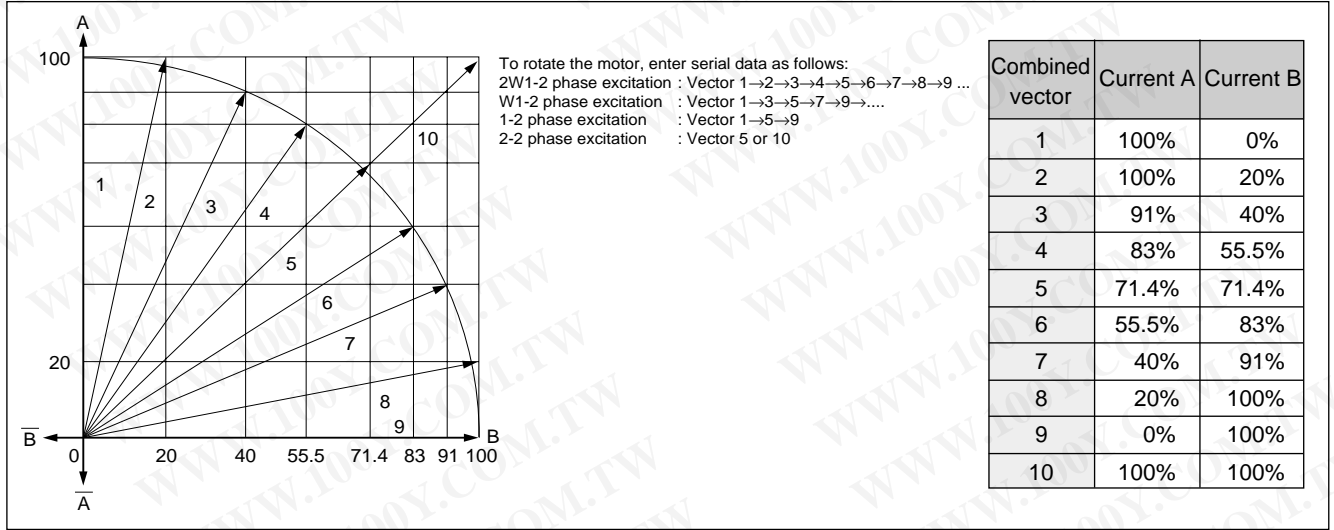 A
100
10
1
2
3
4
5
6
7
8
9
20
B̅
B
0 20 40 55.5 71.4 83 91 100
A̅
To rotate the motor, enter serial data as follows:
2W1-2 phase excitation : Vector 1→2→3→4→5→6→7→8→9 ...
W1-2 phase excitation : Vector 1→3→5→7→9→....
1-2 phase excitation : Vector 1→5→9
2-2 phase excitation : Vector 5 or 10
Combined vector Current A Current B
1 100% 0%
2 100% 20%
3 91% 40%
4 83% 55.5%
5 71.4% 71.4%
6 55.5% 83%
7 40% 91%
8 20% 100%
9 0% 100%
10 100% 100%
WWW.100Y.COM.TW